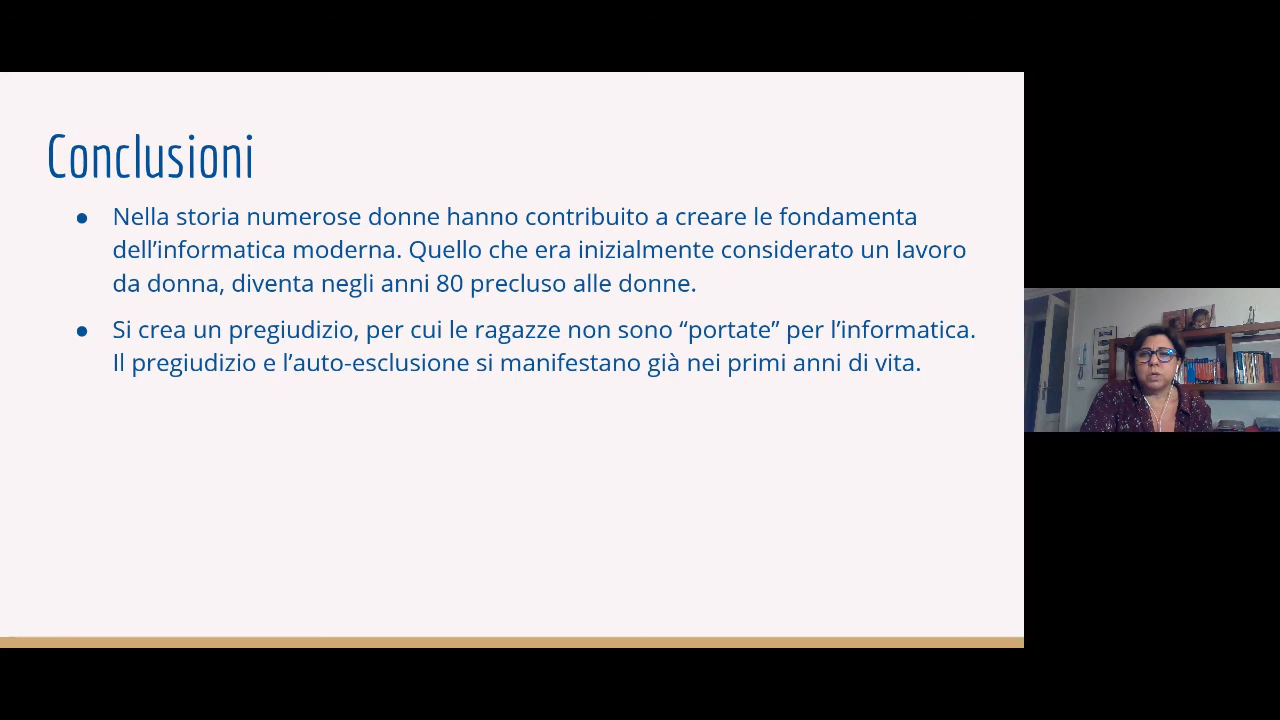 Conclusioni
● Nella storia numerose donne hanno contribuito a creare le fondamenta
dell’informatica moderna. Quello che era inizialmente considerato un lavoro
da donna, diventa negli anni 80 precluso alle donne.
● Si crea un pregiudizio, per cui le ragazze non sono “portate” per l’informatica.
Il pregiudizio e l’auto-esclusione si manifestano già nei primi anni di vita.